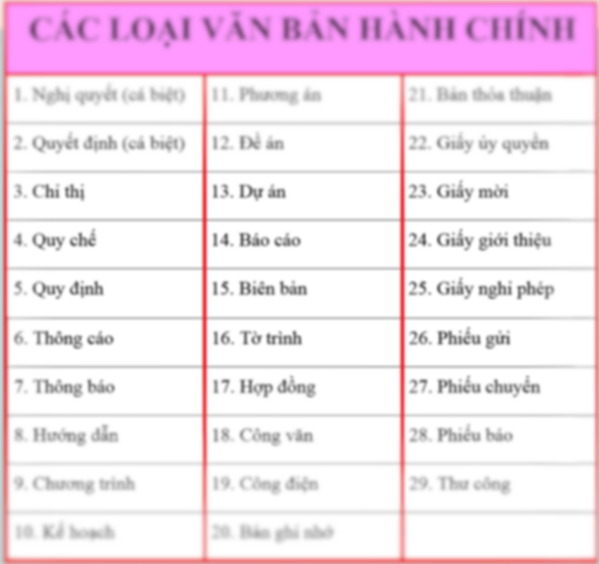 CÁC LOẠI VĂN BẢN HÀNH CHÍNH
1. Nghị quyết (cá biệt)
11. Phương án
21. Bản thỏa thuận
2. Quyết định (cá biệt)
12. Đề án
22. Giấy ủy quyền
3. Chỉ thị
13. Dự án
23. Giấy mời
4. Quy chế
14. Báo cáo
24. Giấy giới thiệu
5. Quy định
15. Biên bản
25. Giấy nghỉ phép
6. Thông cáo
16. Tờ trình
26. Phiếu gửi
7. Thông báo
17. Hợp đồng
27. Phiếu chuyển
8. Hướng dẫn
18. Công văn
28. Phiếu báo
9. Chương trình
19. Công điện
29. Thư công
10. Kế hoạch
20. Bản ghi nhớ